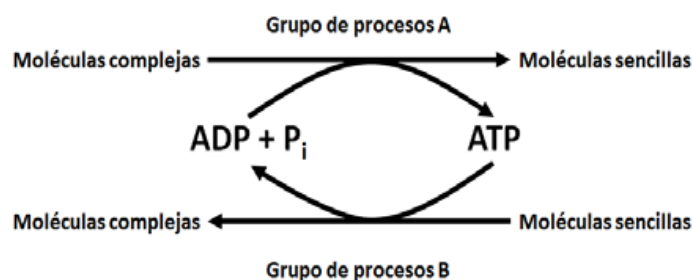 Grupo de procesos A
Moléculas complejas
Moléculas sencillas
ADP + Pi
ATP
Moléculas complejas
Moléculas sencillas
Grupo de procesos B